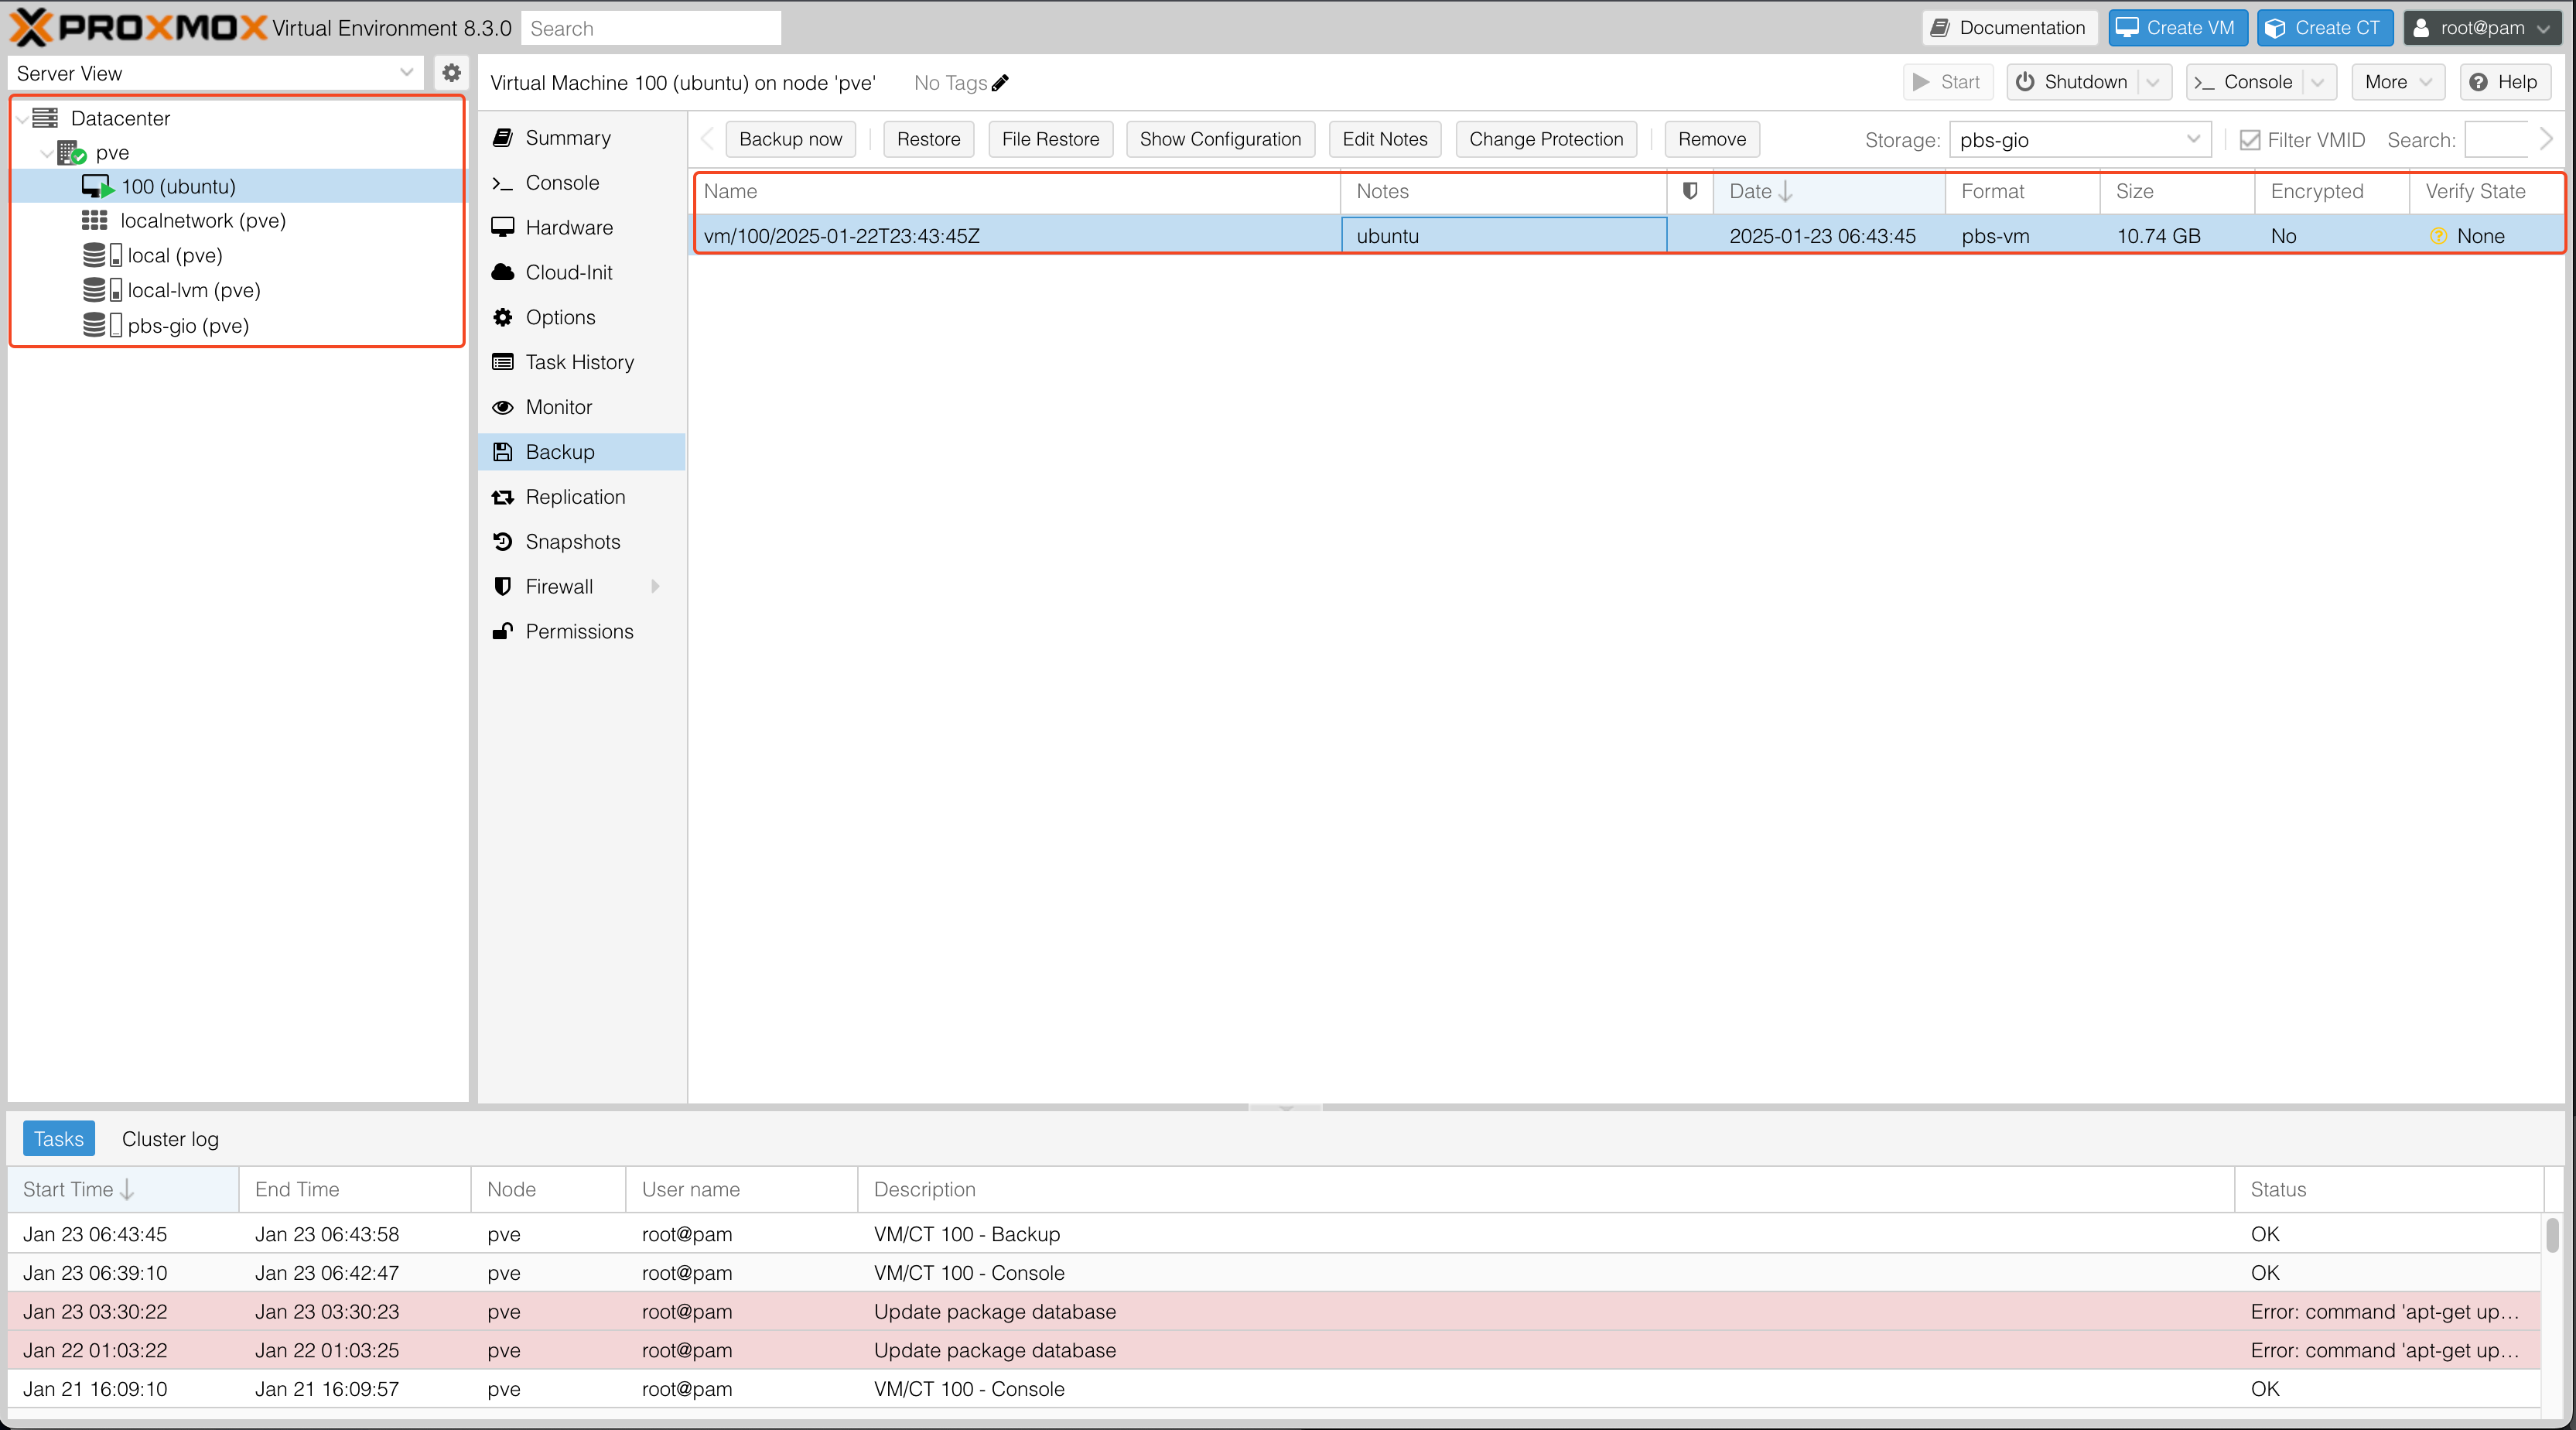 PROXMOX Virtual Environment 8.3.0 Search Documentation Create VM Create CT root@pam
Server View
Virtual Machine 100 (ubuntu) on node 'pve' No Tags Start Shutdown Console More Help
Datacenter
pve
100 (ubuntu)
localnetwork (pve)
local (pve)
local-lvm (pve)
pbs-gio (pve)
Summary
Console
Hardware
Cloud-Init
Options
Task History
Monitor
Backup
Replication
Snapshots
Firewall
Permissions
Backup now Restore File Restore Show Configuration Edit Notes Change Protection Remove Storage: pbs-gio Filter VMID Search:
Name Notes Date Format Size Encrypted Verify State
vm/100/2025-01-22T23:43:45Z ubuntu 2025-01-23 06:43:45 pbs-vm 10.74 GB No None
Tasks Cluster log
Start Time End Time Node User name Description Status
Jan 23 06:43:45 Jan 23 06:43:58 pve root@pam VM/CT 100 - Backup OK
Jan 23 06:39:10 Jan 23 06:42:47 pve root@pam VM/CT 100 - Console OK
Jan 23 03:30:22 Jan 23 03:30:23 pve root@pam Update package database Error: command 'apt-get up...
Jan 22 01:03:22 Jan 22 01:03:25 pve root@pam Update package database Error: command 'apt-get up...
Jan 21 16:09:10 Jan 21 16:09:57 pve root@pam VM/CT 100 - Console OK